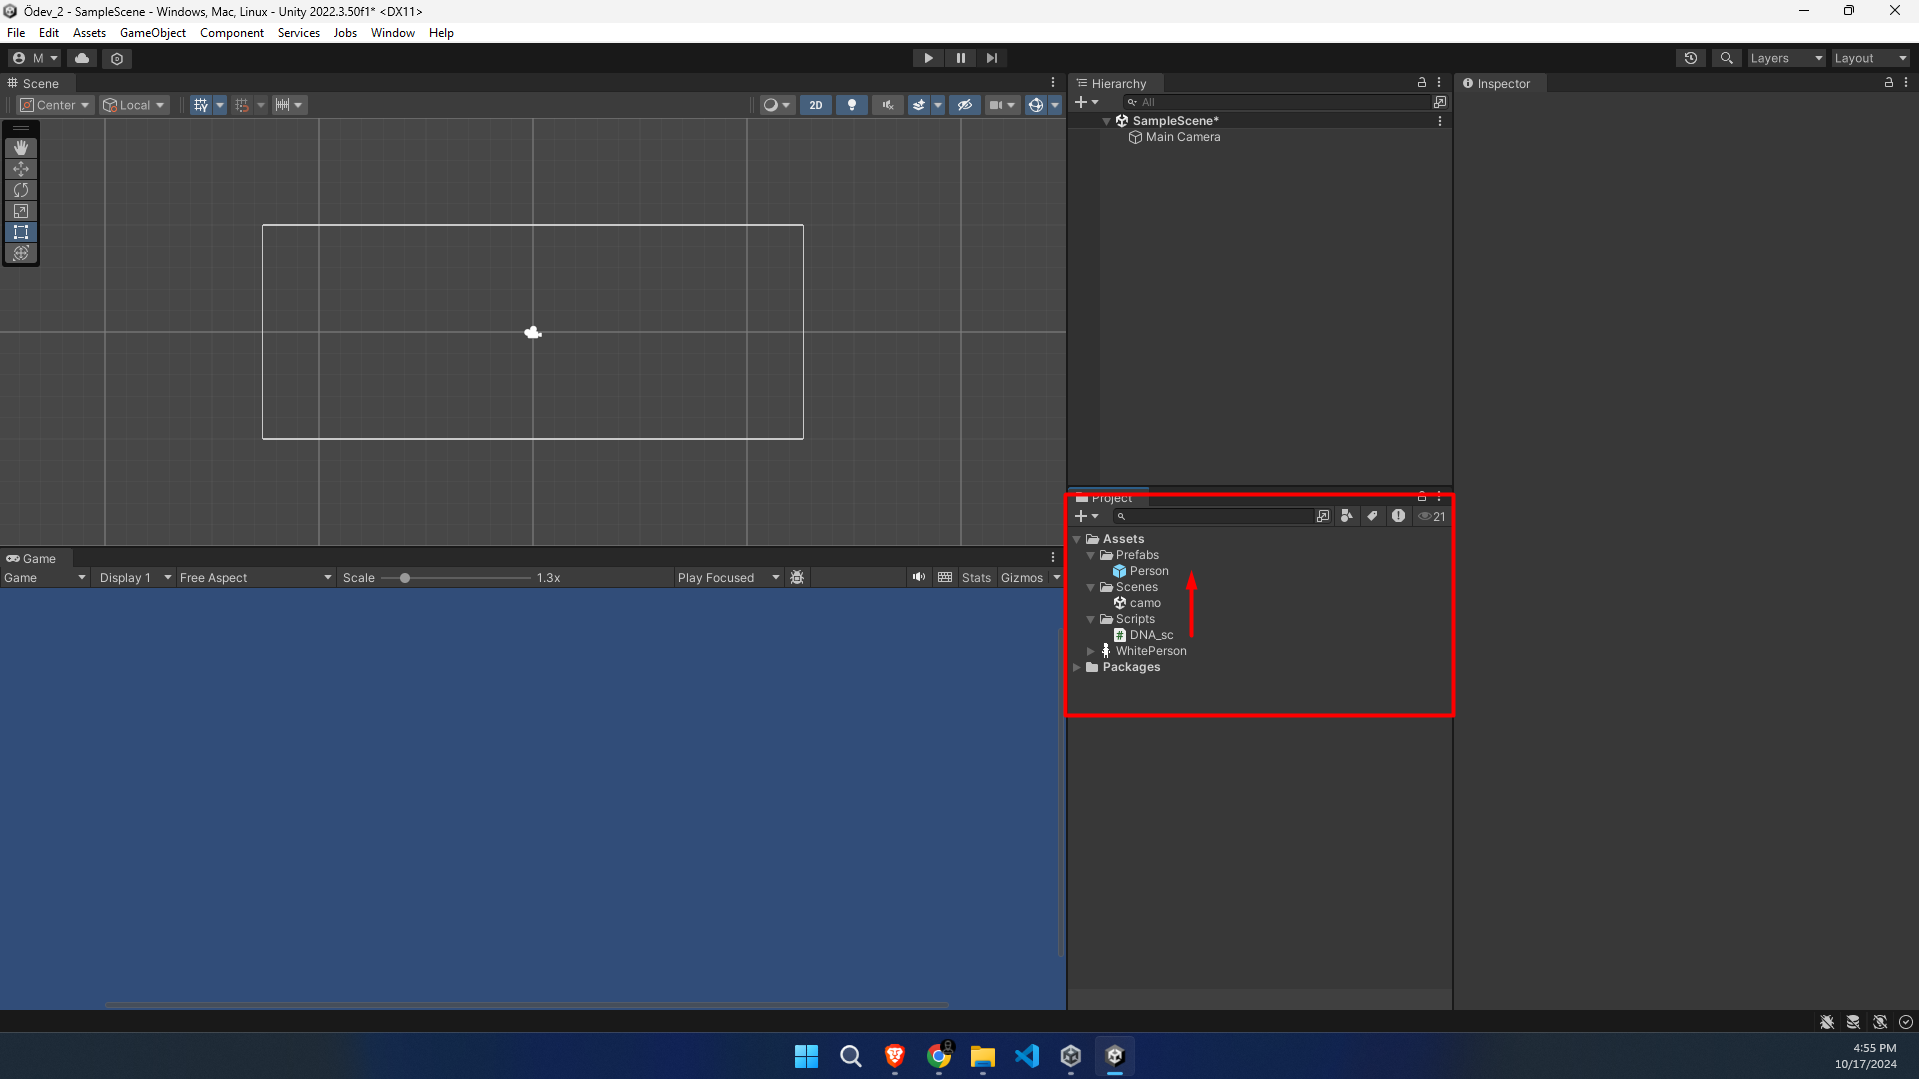 Ödev_2 - SampleScene - Windows, Mac, Linux - Unity 2022.3.50f1* <DX11>
File Edit Assets GameObject Component Services Jobs Window Help
M Layers Layout
Scene
Center Local 2D
Hierarchy
All
SampleScene*
Main Camera
Inspector
Project
21
Assets
Prefabs
Person
Scenes
camo
Scripts
# DNA_sc
WhitePerson
Packages
Game
Game Display 1 Free Aspect Scale 1.3x Play Focused Stats Gizmos
4:55 PM
10/17/2024